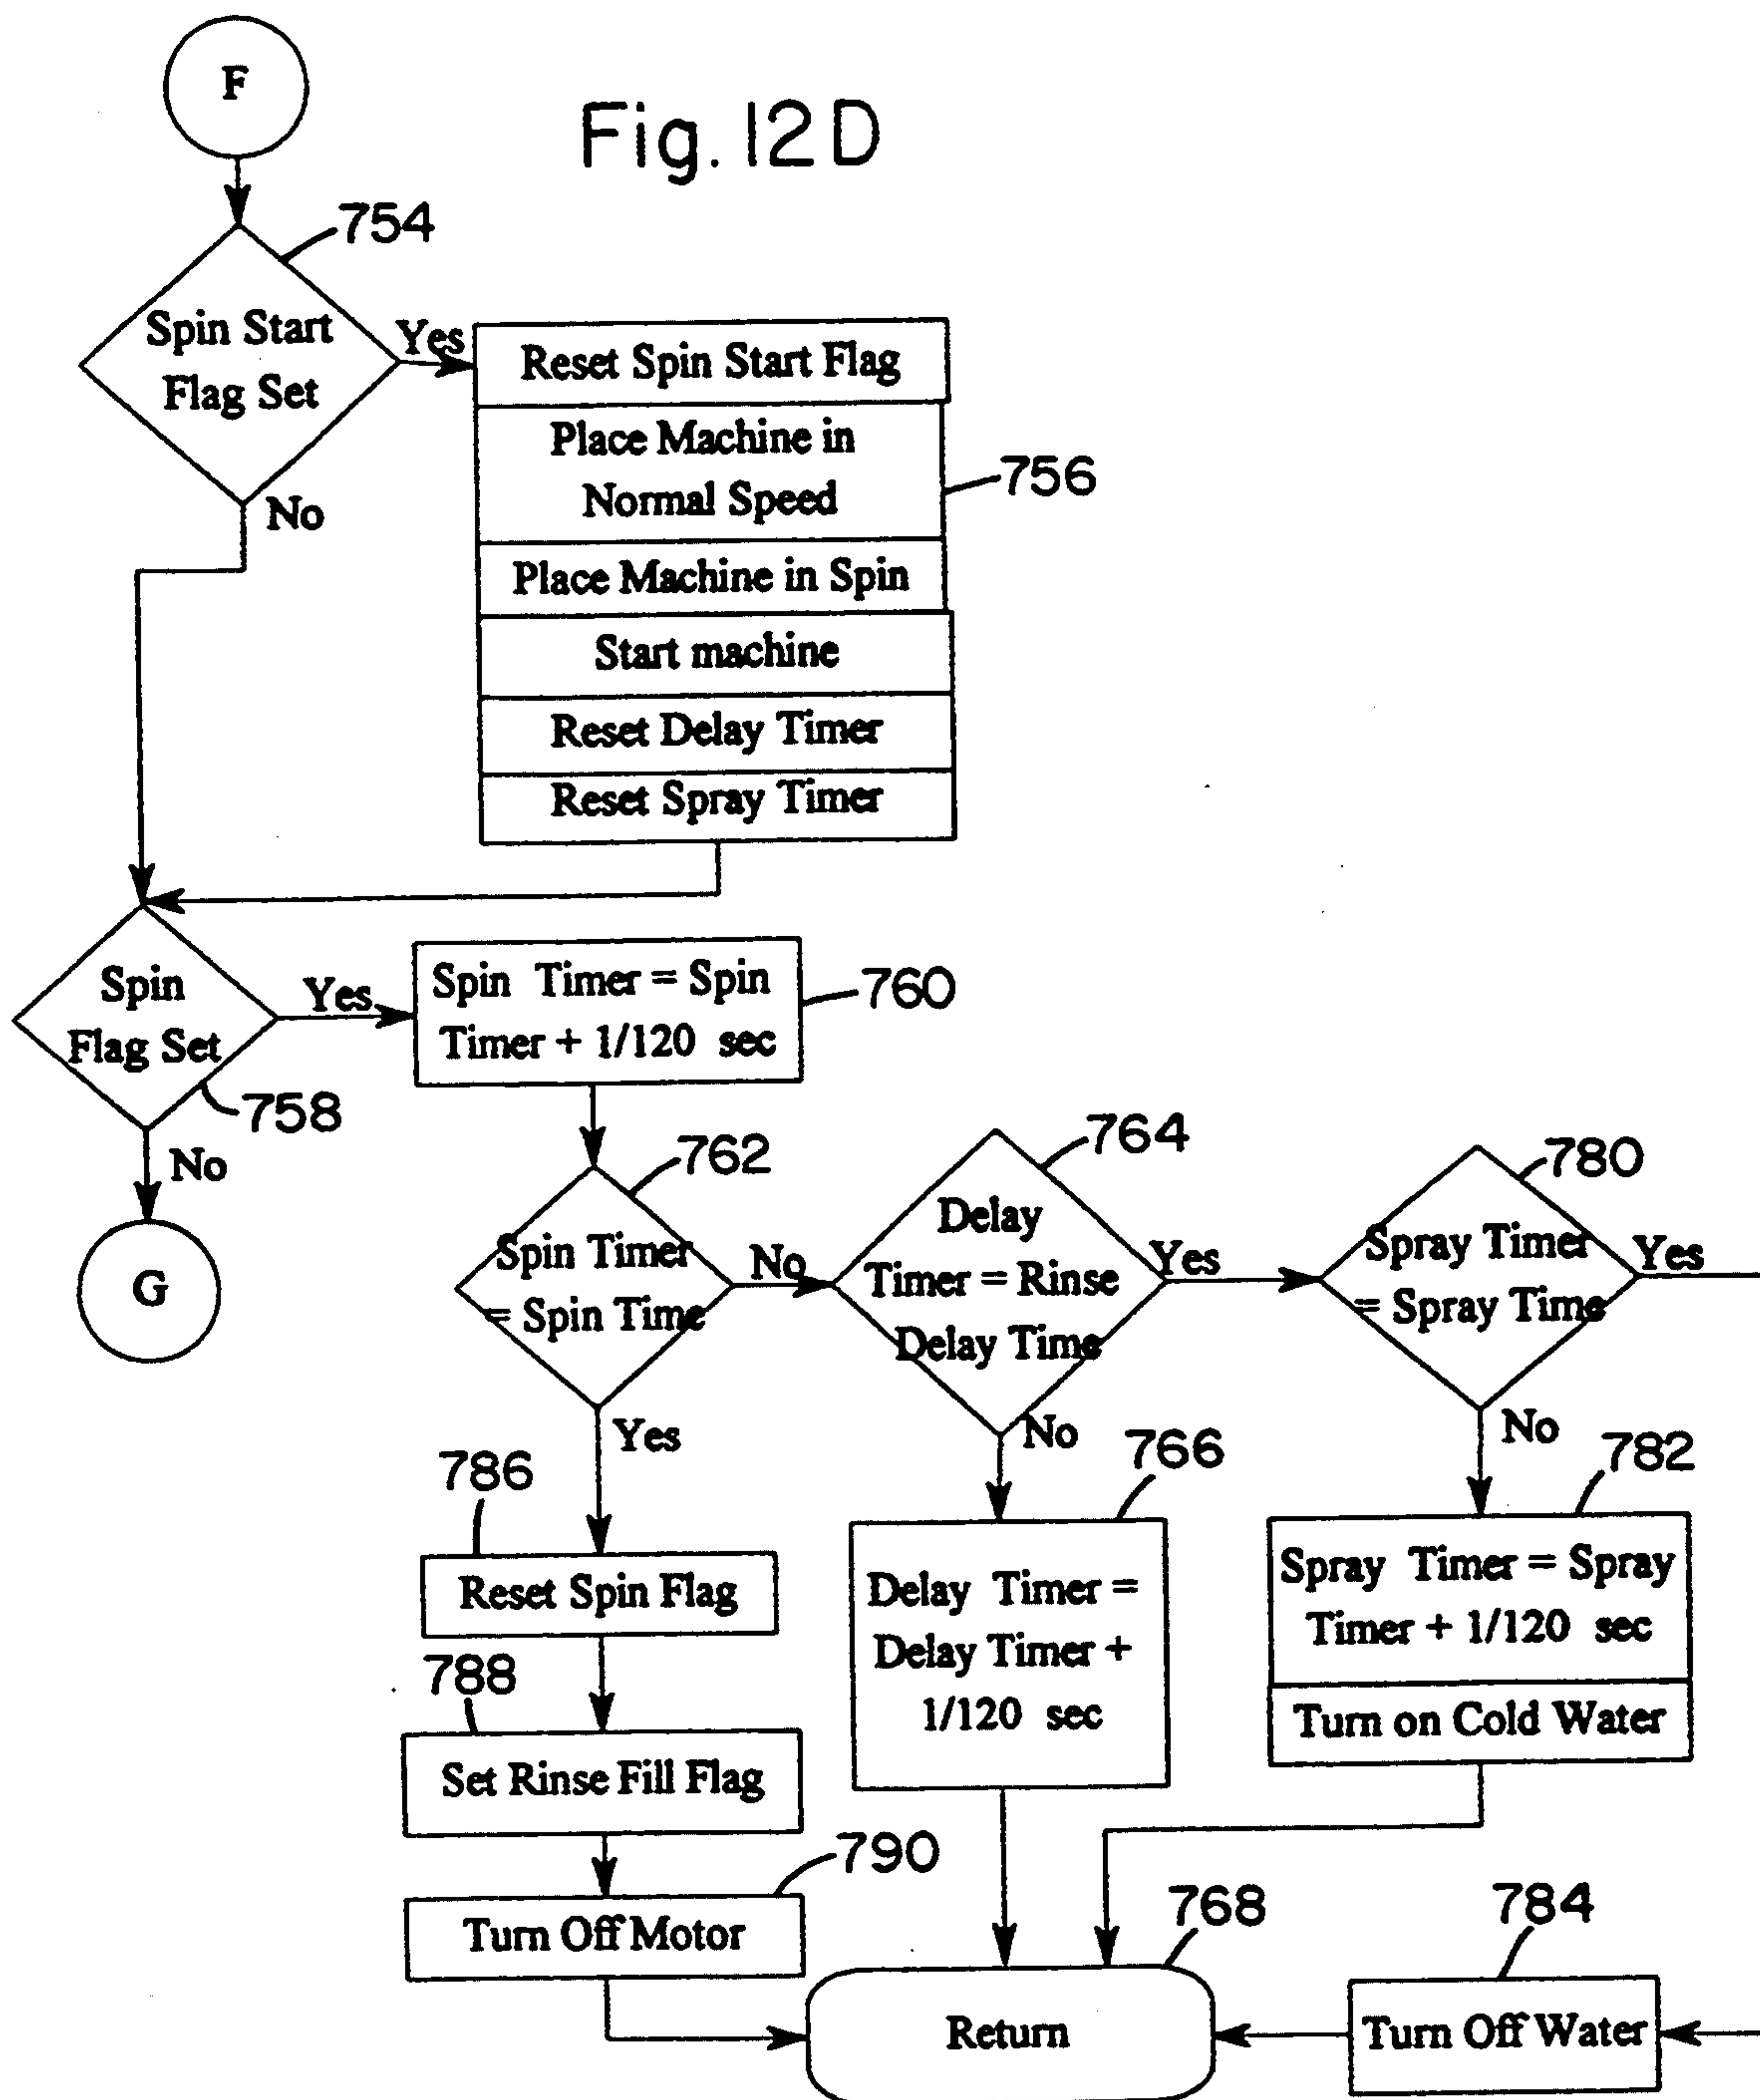 F
Fig. 12D
754
Spin Start
Flag Set
Yes
No
Reset Spin Start Flag
Place Machine in
Normal Speed
756
Place Machine in Spin
Start machine
Reset Delay Timer
Reset Spray Timer
Spin
Flag Set
Yes
758
No
G
Spin Timer = Spin
Timer + 1/120 sec
760
762
Spin Timer
= Spin Time
No
Yes
764
Delay
Timer = Rinse
Delay Time
Yes
No
780
Spray Timer
= Spray Time
Yes
No
786
Reset Spin Flag
788
Set Rinse Fill Flag
790
Turn Off Motor
766
Delay Timer =
Delay Timer +
1/120 sec
782
Spray Timer = Spray
Timer + 1/120 sec
Turn on Cold Water
768
Return
784
Turn Off Water